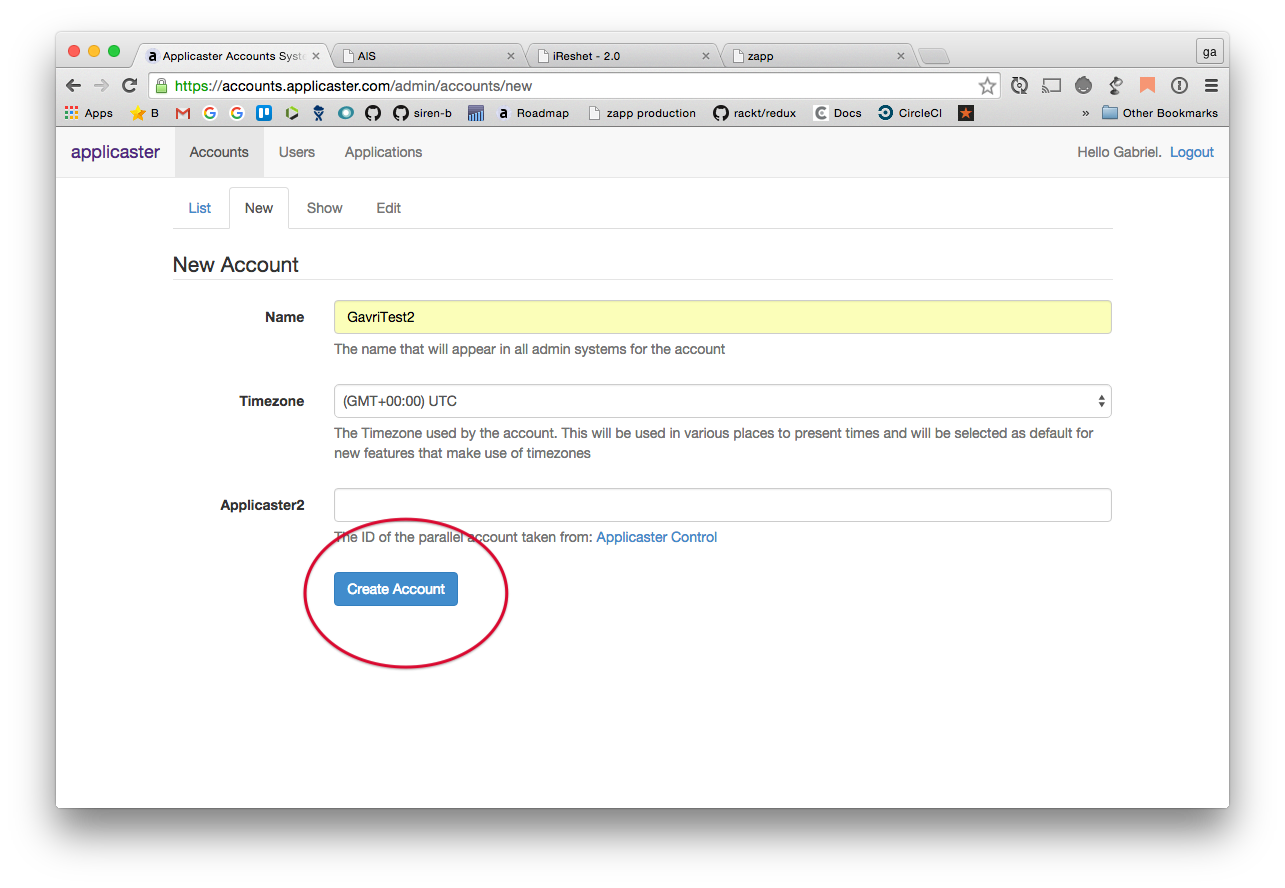 ga
Applicaster Accounts Syste
AIS
iReshet - 2.0
zapp
https://accounts.applicaster.com/admin/accounts/new
Apps
B
siren-b
a Roadmap
zapp production
rackt/redux
Docs
CircleCI
»
Other Bookmarks
applicaster
Accounts
Users
Applications
Hello Gabriel. Logout
List
New
Show
Edit
New Account
Name
GavriTest2
The name that will appear in all admin systems for the account
Timezone
(GMT+00:00) UTC
The Timezone used by the account. This will be used in various places to present times and will be selected as default for
new features that make use of timezones
Applicaster2
The ID of the parallel account taken from: Applicaster Control
Create Account